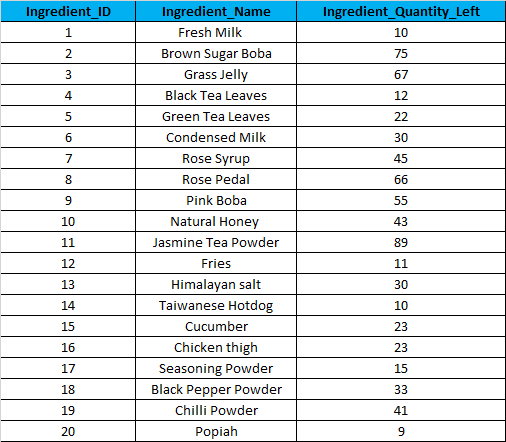 Ingredient_ID Ingredient_Name Ingredient_Quantity_Left
1 Fresh Milk 10
2 Brown Sugar Boba 75
3 Grass Jelly 67
4 Black Tea Leaves 12
5 Green Tea Leaves 22
6 Condensed Milk 30
7 Rose Syrup 45
8 Rose Pedal 66
9 Pink Boba 55
10 Natural Honey 43
11 Jasmine Tea Powder 89
12 Fries 11
13 Himalayan salt 30
14 Taiwanese Hotdog 10
15 Cucumber 23
16 Chicken thigh 23
17 Seasoning Powder 15
18 Black Pepper Powder 33
19 Chilli Powder 41
20 Popiah 9